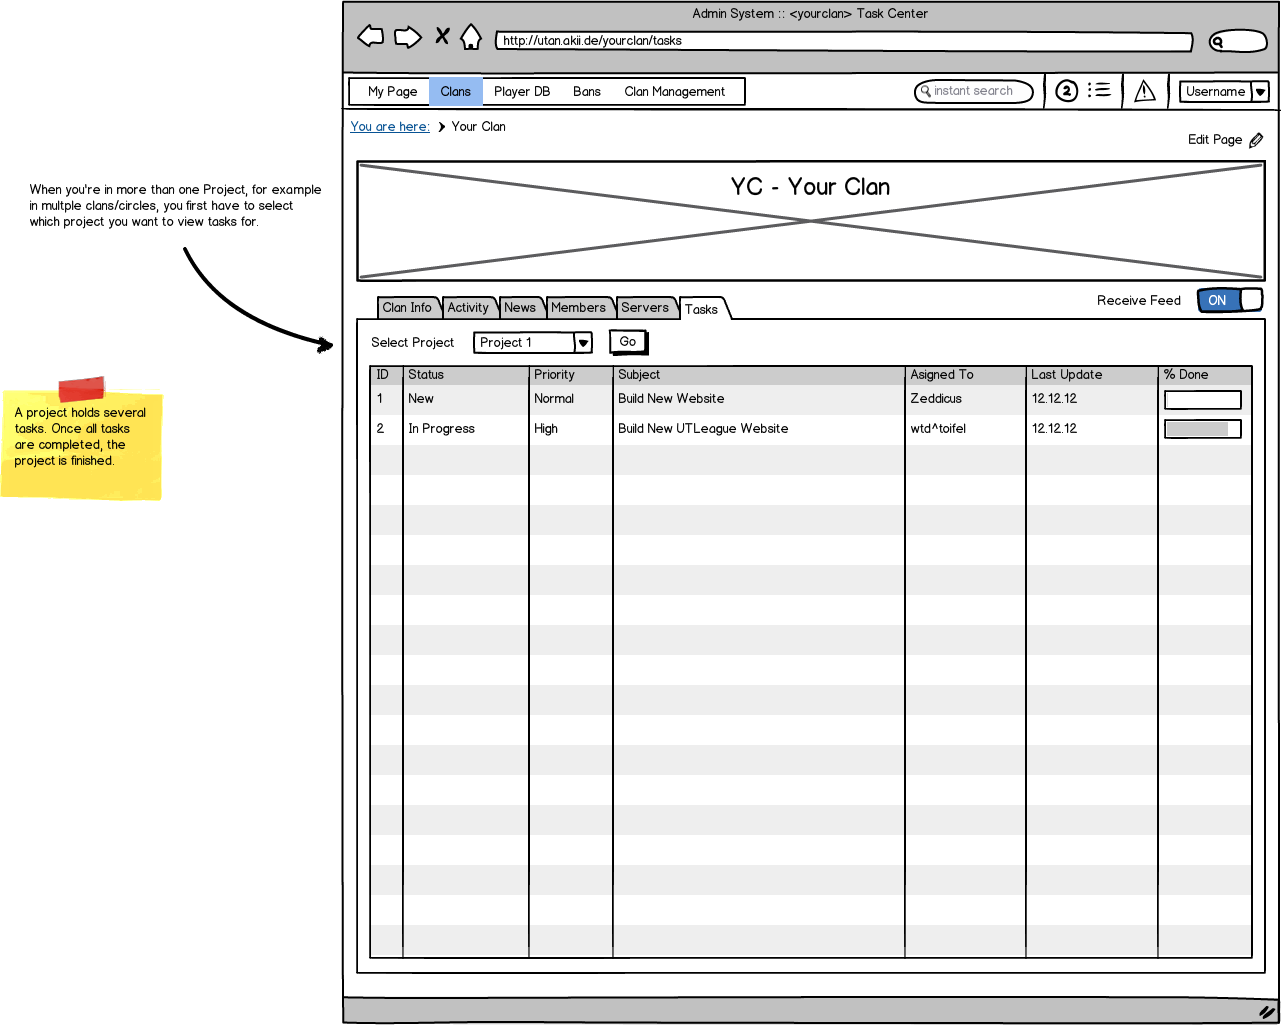 Admin System :: <yourclan> Task Center
http://utan.akii.de/yourclan/tasks
My Page Clans Player DB Bans Clan Management
instant search
2
Username
You are here: Your Clan
Edit Page
When you're in more than one Project, for example
in multple clans/circles, you first have to select
which project you want to view tasks for.
YC - Your Clan
Clan Info Activity News Members Servers Tasks
Receive Feed ON
Select Project Project 1 Go
ID Status Priority Subject Asigned To Last Update % Done
1 New Normal Build New Website Zeddicus 12.12.12
2 In Progress High Build New UTLeague Website wtd^toifel 12.12.12
A project holds several
tasks. Once all tasks
are completed, the
project is finished.